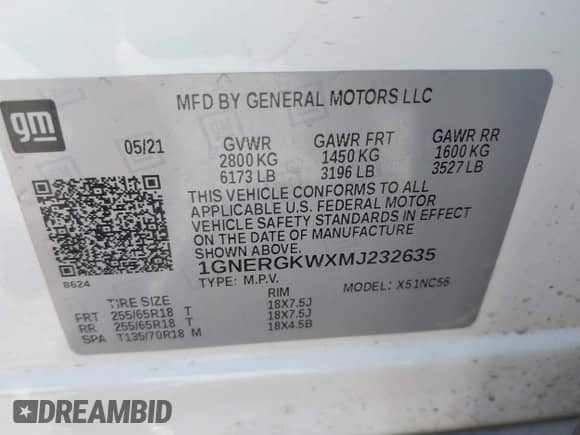 gm
MFD BY GENERAL MOTORS LLC
05/21 GVWR GAWR FRT GAWR RR
2800 KG 1450 KG 1600 KG
6173 LB 3196 LB 3527 LB
THIS VEHICLE CONFORMS TO ALL
APPLICABLE U.S. FEDERAL MOTOR
VEHICLE SAFETY STANDARDS IN EFFECT
ON THE DATE OF MANUFACTURE
SHOWN ABOVE.
8624
1GNERGKWXMJ232635
TYPE: M.P.V. MODEL: X51NC56
TIRE SIZE RIM
FRT 255/65R18 T 18X7.5J
RR 255/65R18 T 18X7.5J
SPA T135/70R18 M 18X4.5B
DREAMBID